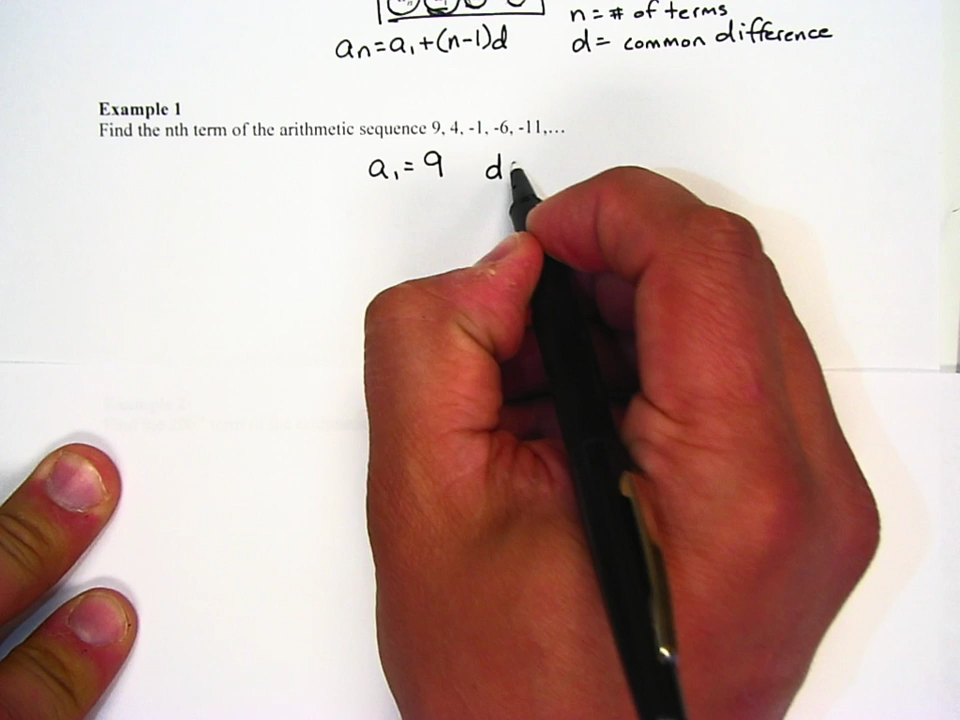 n = # of terms
an = a1 + (n-1)d
d = common difference
Example 1
Find the nth term of the arithmetic sequence 9, 4, -1, -6, -11,…
a1 = 9 d